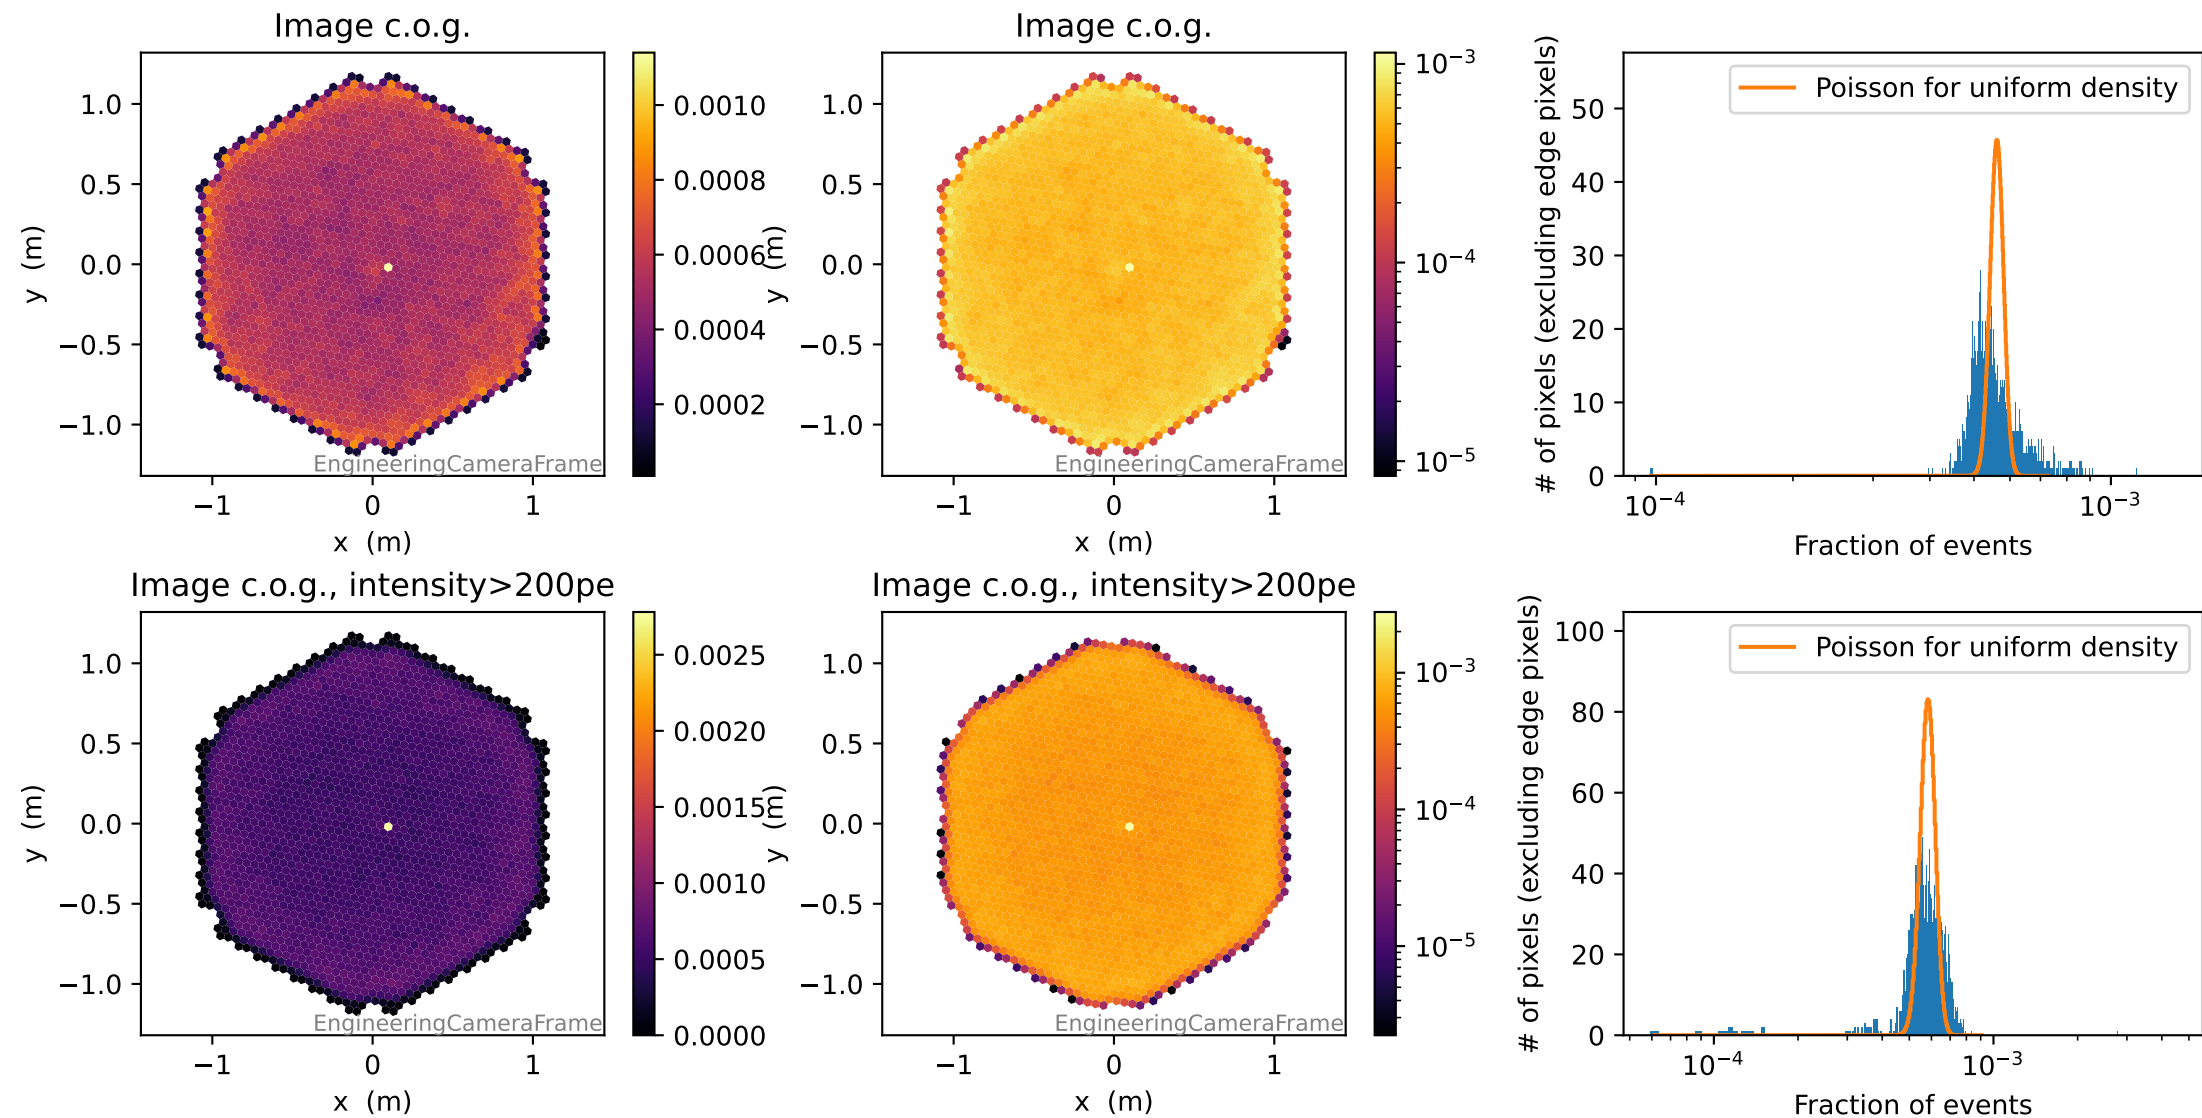 Image c.o.g.
y (m)
1.0
0.5
0.0
−0.5
−1.0
−1
0
1
x (m)
EngineeringCameraFrame
0.0010
0.0008
0.0006
0.0004
0.0002
Image c.o.g.
y (m)
1.0
0.5
0.0
−0.5
−1.0
−1
0
1
x (m)
EngineeringCameraFrame
10⁻³
10⁻⁴
10⁻⁵
# of pixels (excluding edge pixels)
Poisson for uniform density
50
40
30
20
10
0
10⁻⁴
10⁻³
Fraction of events
Image c.o.g., intensity>200pe
y (m)
1.0
0.5
0.0
−0.5
−1.0
−1
0
1
x (m)
EngineeringCameraFrame
0.0025
0.0020
0.0015
0.0010
0.0005
0.0000
Image c.o.g., intensity>200pe
y (m)
1.0
0.5
0.0
−0.5
−1.0
−1
0
1
x (m)
EngineeringCameraFrame
10⁻³
10⁻⁴
10⁻⁵
# of pixels (excluding edge pixels)
Poisson for uniform density
100
80
60
40
20
0
10⁻⁴
10⁻³
Fraction of events